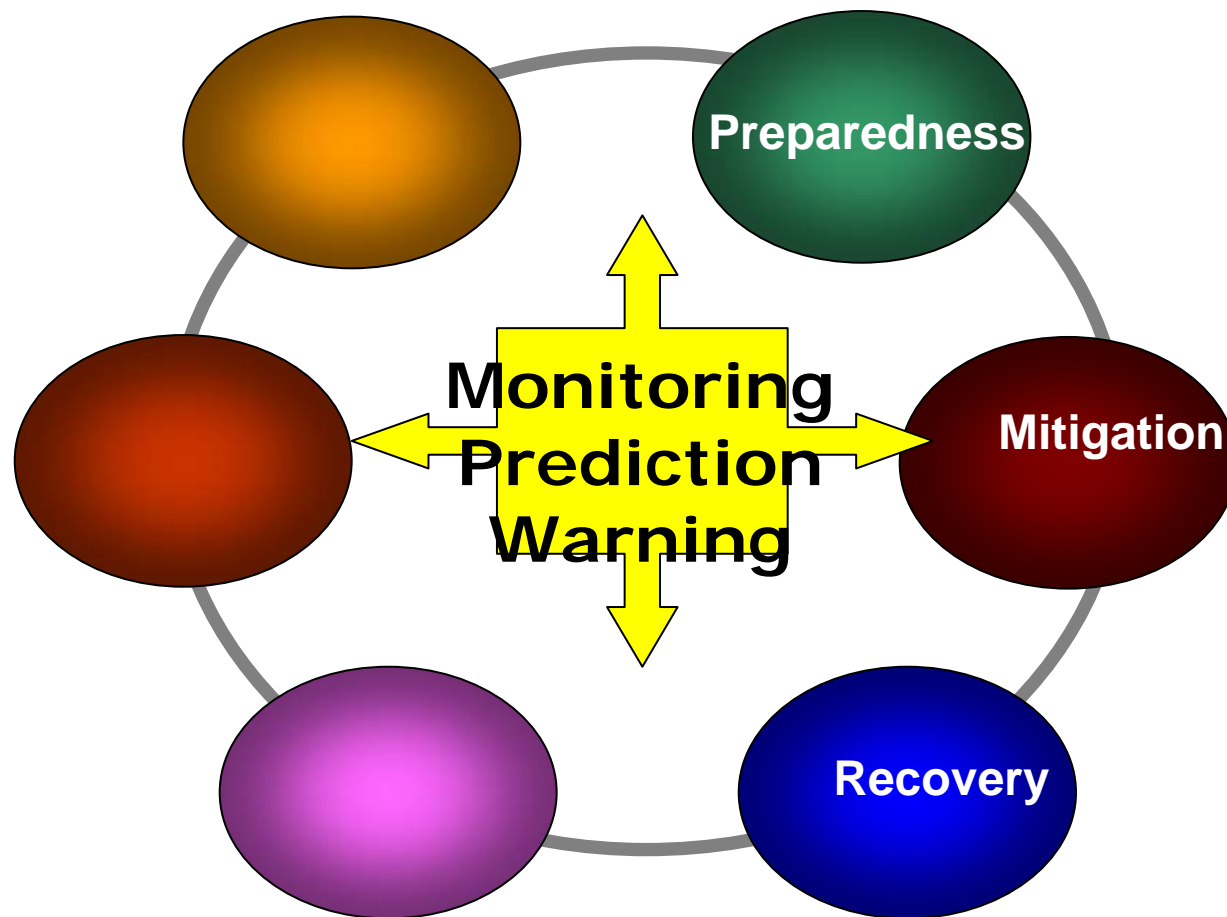 Preparedness
Monitoring
Prediction
Warning
Mitigation
Recovery